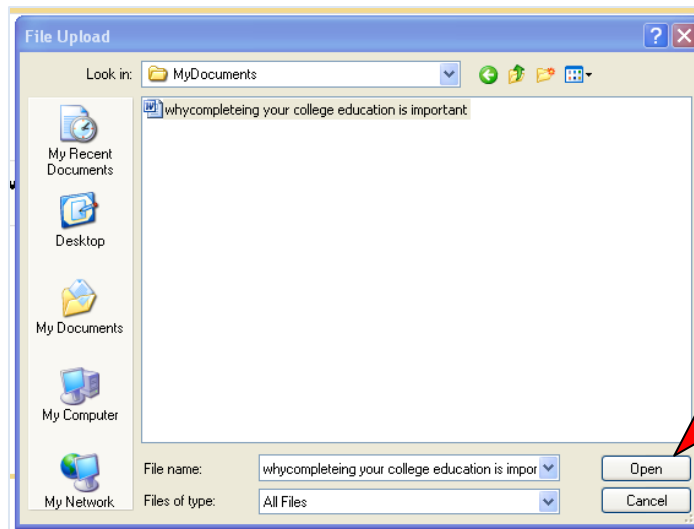 File Upload
?
Look in:
MyDocuments
whycompleteing your college education is important
My Recent
Documents
Desktop
My Documents
My Computer
My Network
File name:
whycompleteing your college education is impor
Open
Files of type:
All Files
Cancel